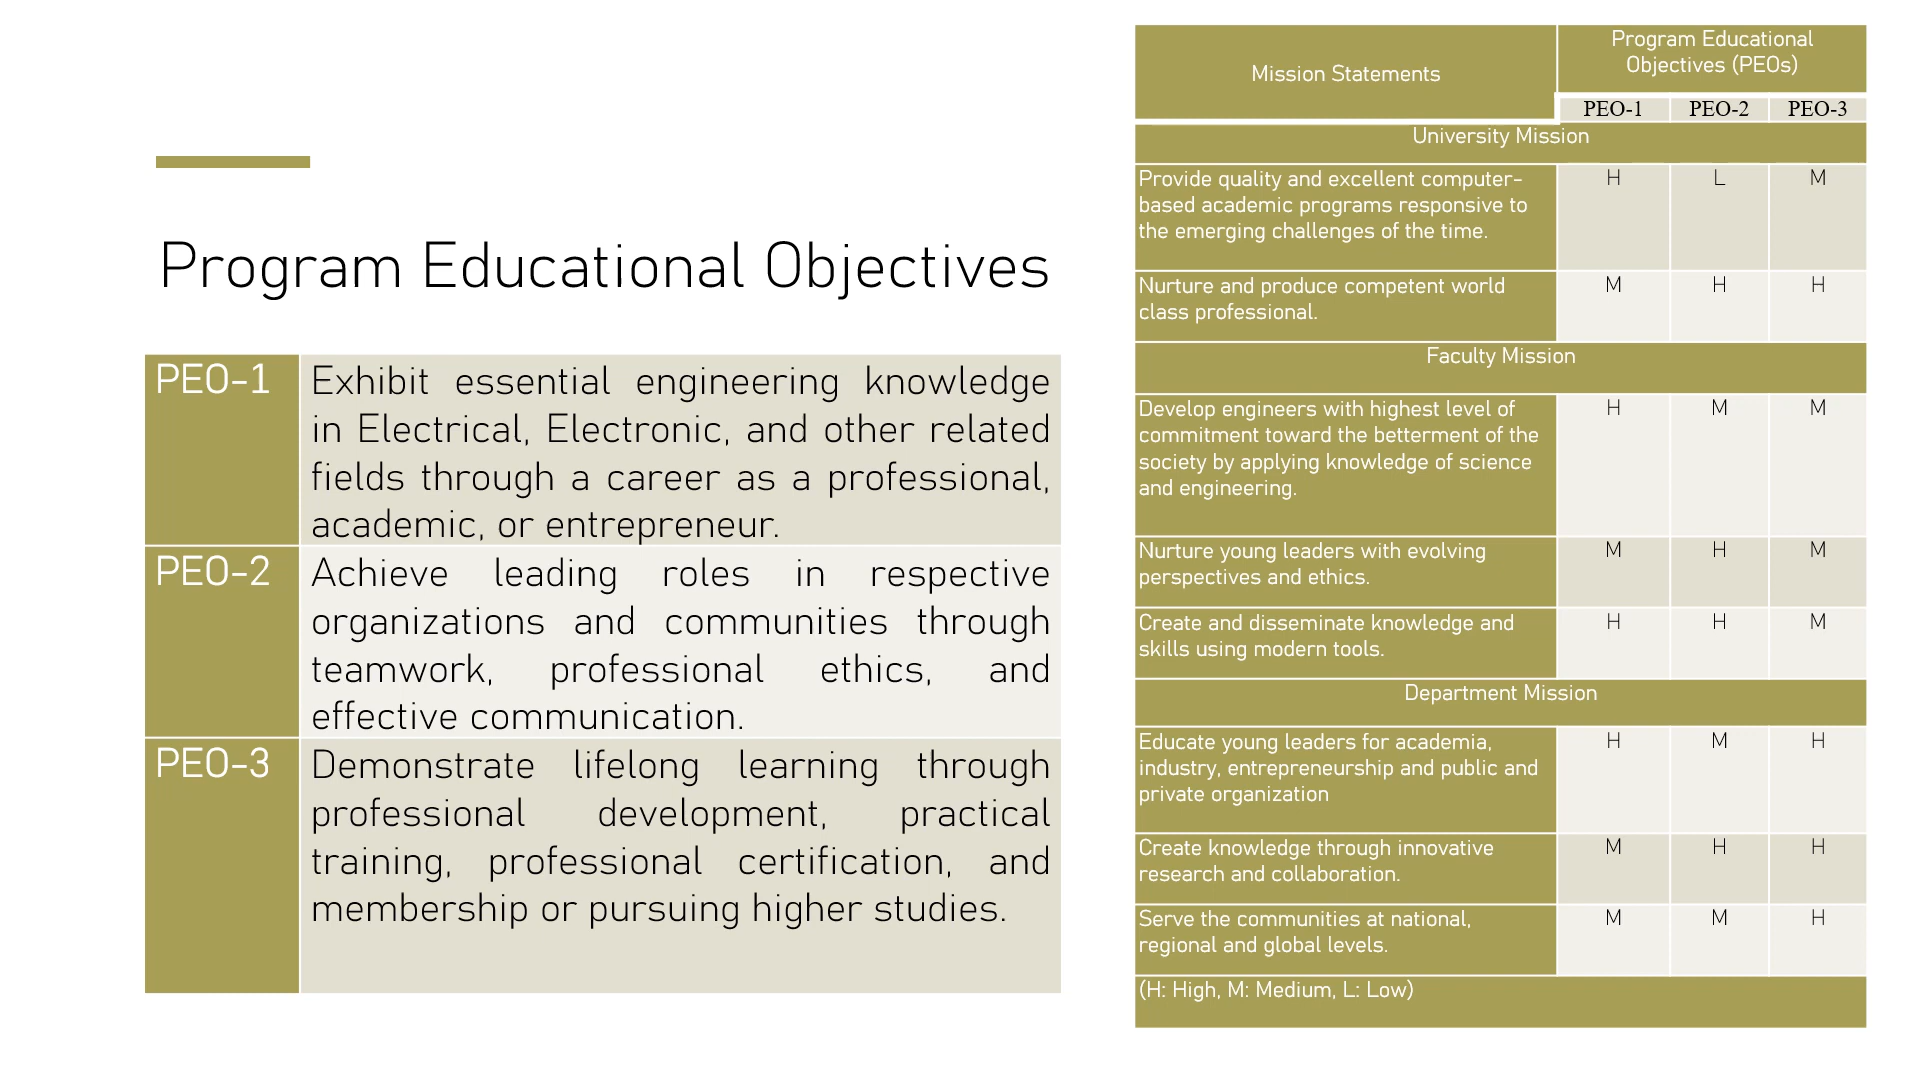 Program Educational Objectives
PEO-1
Exhibit essential engineering knowledge
in Electrical, Electronic, and other related
fields through a career as a professional,
academic, or entrepreneur.
PEO-2
Achieve leading roles in respective
organizations and communities through
teamwork, professional ethics, and
effective communication.
PEO-3
Demonstrate lifelong learning through
professional development, practical
training, professional certification, and
membership or pursuing higher studies.
Mission Statements
Program Educational
Objectives (PEOs)
PEO-1 PEO-2 PEO-3
University Mission
Provide quality and excellent computer- H L M
based academic programs responsive to
the emerging challenges of the time.
Nurture and produce competent world M H H
class professional.
Faculty Mission
Develop engineers with highest level of H M M
commitment toward the betterment of the
society by applying knowledge of science
and engineering.
Nurture young leaders with evolving M H M
perspectives and ethics.
Create and disseminate knowledge and H H M
skills using modern tools.
Department Mission
Educate young leaders for academia, H M H
industry, entrepreneurship and public and
private organization
Create knowledge through innovative M H H
research and collaboration.
Serve the communities at national, M M H
regional and global levels.
(H: High, M: Medium, L: Low)